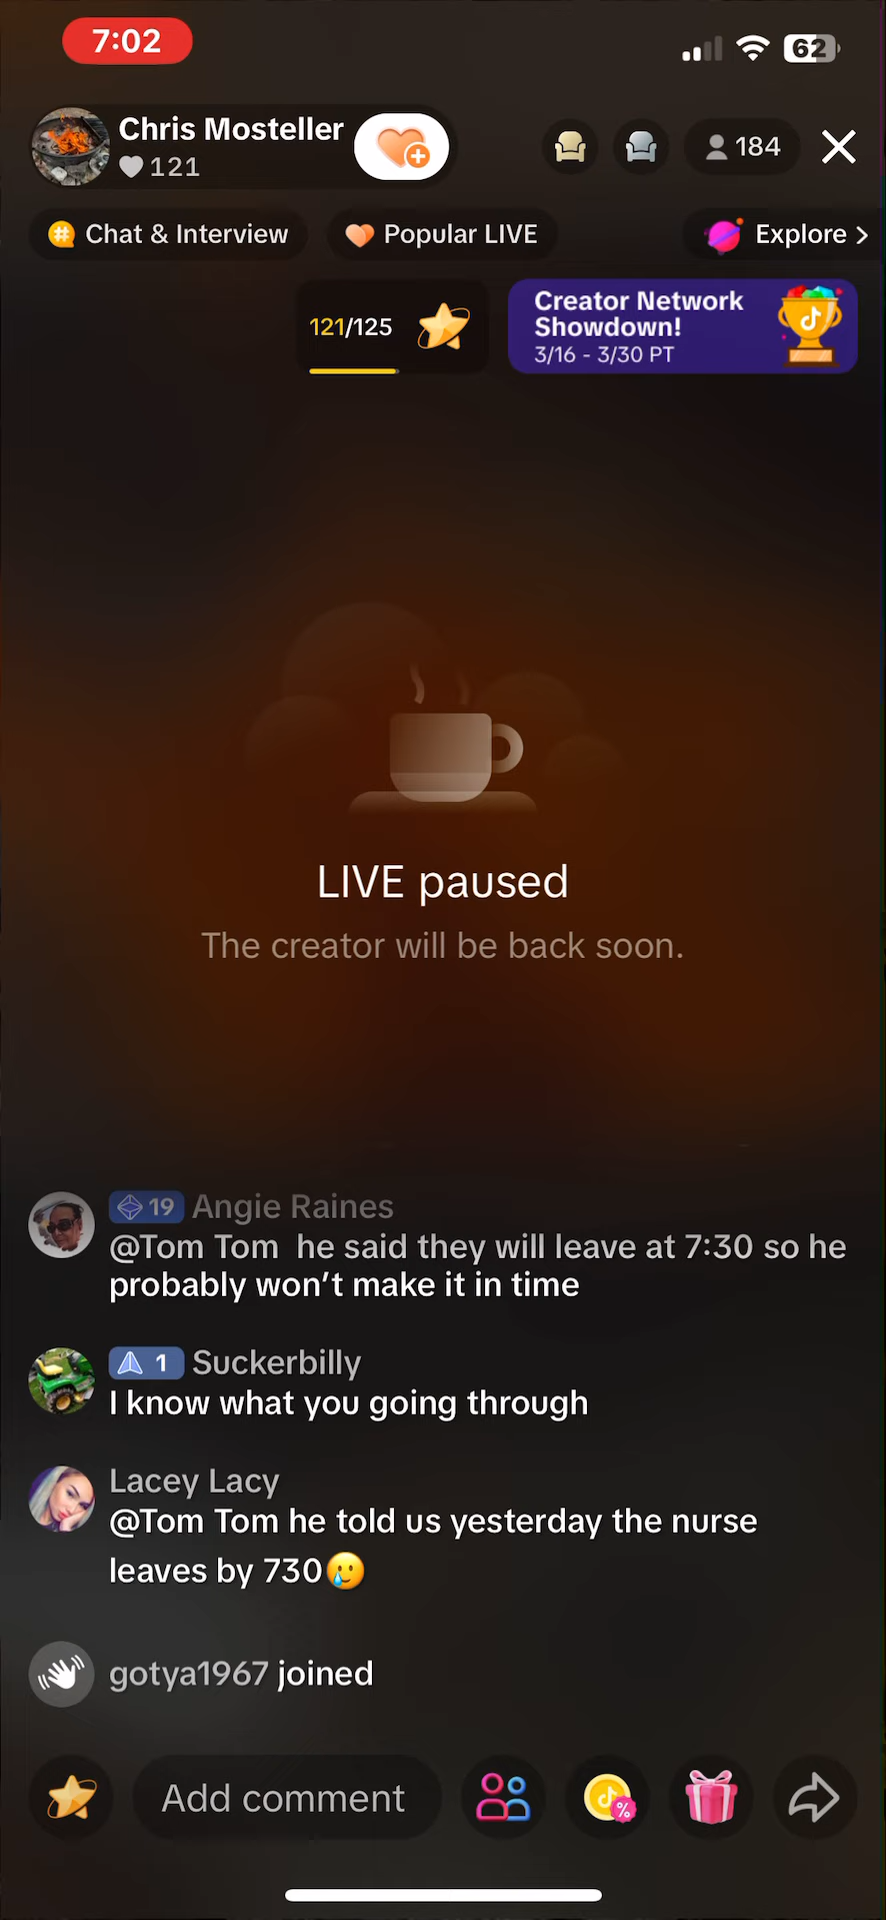 7:02
62
Chris Mosteller
121
184
Chat & Interview
Popular LIVE
Explore >
121/125
Creator Network
Showdown!
3/16 - 3/30 PT
LIVE paused
The creator will be back soon.
19 Angie Raines
@Tom Tom he said they will leave at 7:30 so he
probably won’t make it in time
1 Suckerbilly
I know what you going through
Lacey Lacy
@Tom Tom he told us yesterday the nurse
leaves by 730🥲
gotya1967 joined
Add comment
%